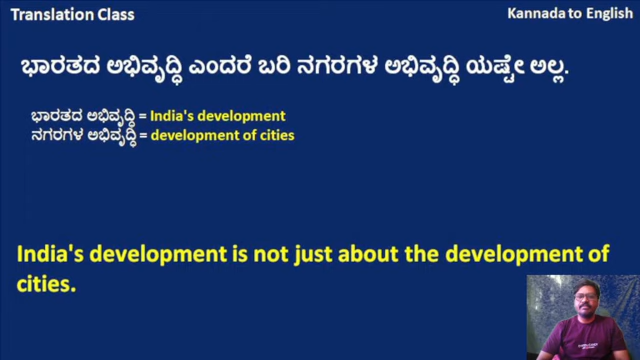 Translation Class
Kannada to English
ಭಾರತದ ಅಭಿವೃದ್ಧಿ ಎಂದರೆ ಬರಿ ನಗರಗಳ ಅಭಿವೃದ್ಧಿ ಯಷ್ಟೇ ಅಲ್ಲ.
ಭಾರತದ ಅಭಿವೃದ್ಧಿ = India's development
ನಗರಗಳ ಅಭಿವೃದ್ಧಿ = development of cities
India's development is not just about the development of
cities.